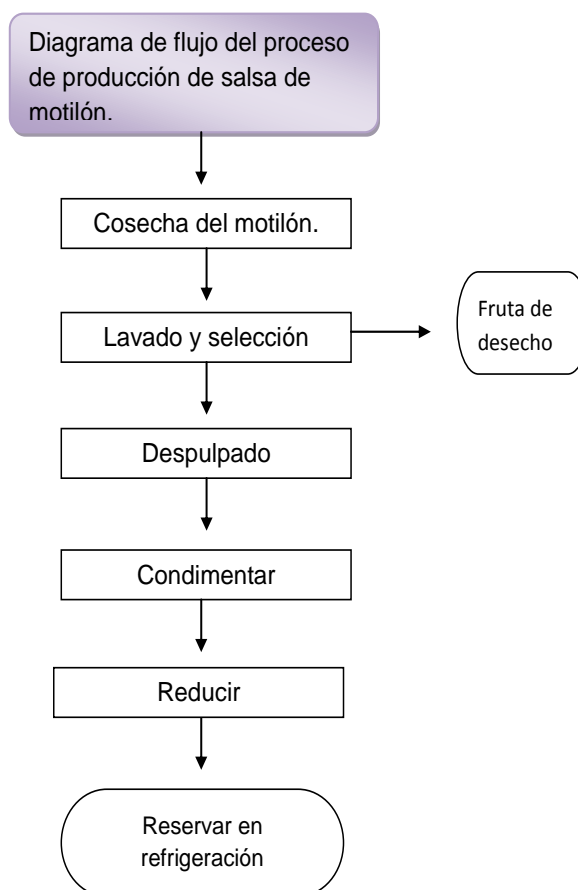 Diagrama de flujo del proceso
de producción de salsa de
motilón.
Cosecha del motilón.
Lavado y selección
Fruta de
desecho
Despulpado
Condimentar
Reducir
Reservar en
refrigeración